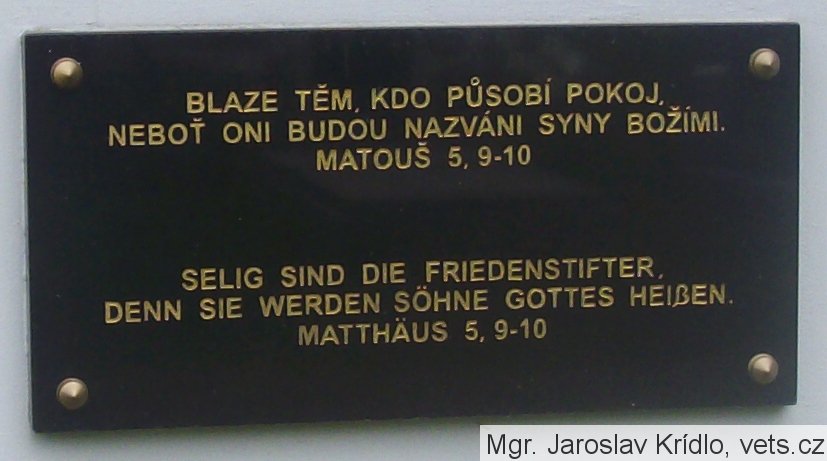 BLAZE TĚM, KDO PŮSOBÍ POKOJ,
NEBOŤ ONI BUDOU NAZVÁNI SYNY BOŽÍMI.
MATOUŠ 5, 9-10
SELIG SIND DIE FRIEDENSTIFTER,
DENN SIE WERDEN SÖHNE GOTTES HEIßEN.
MATTHÄUS 5, 9-10
Mgr. Jaroslav Krídlo, vets.cz